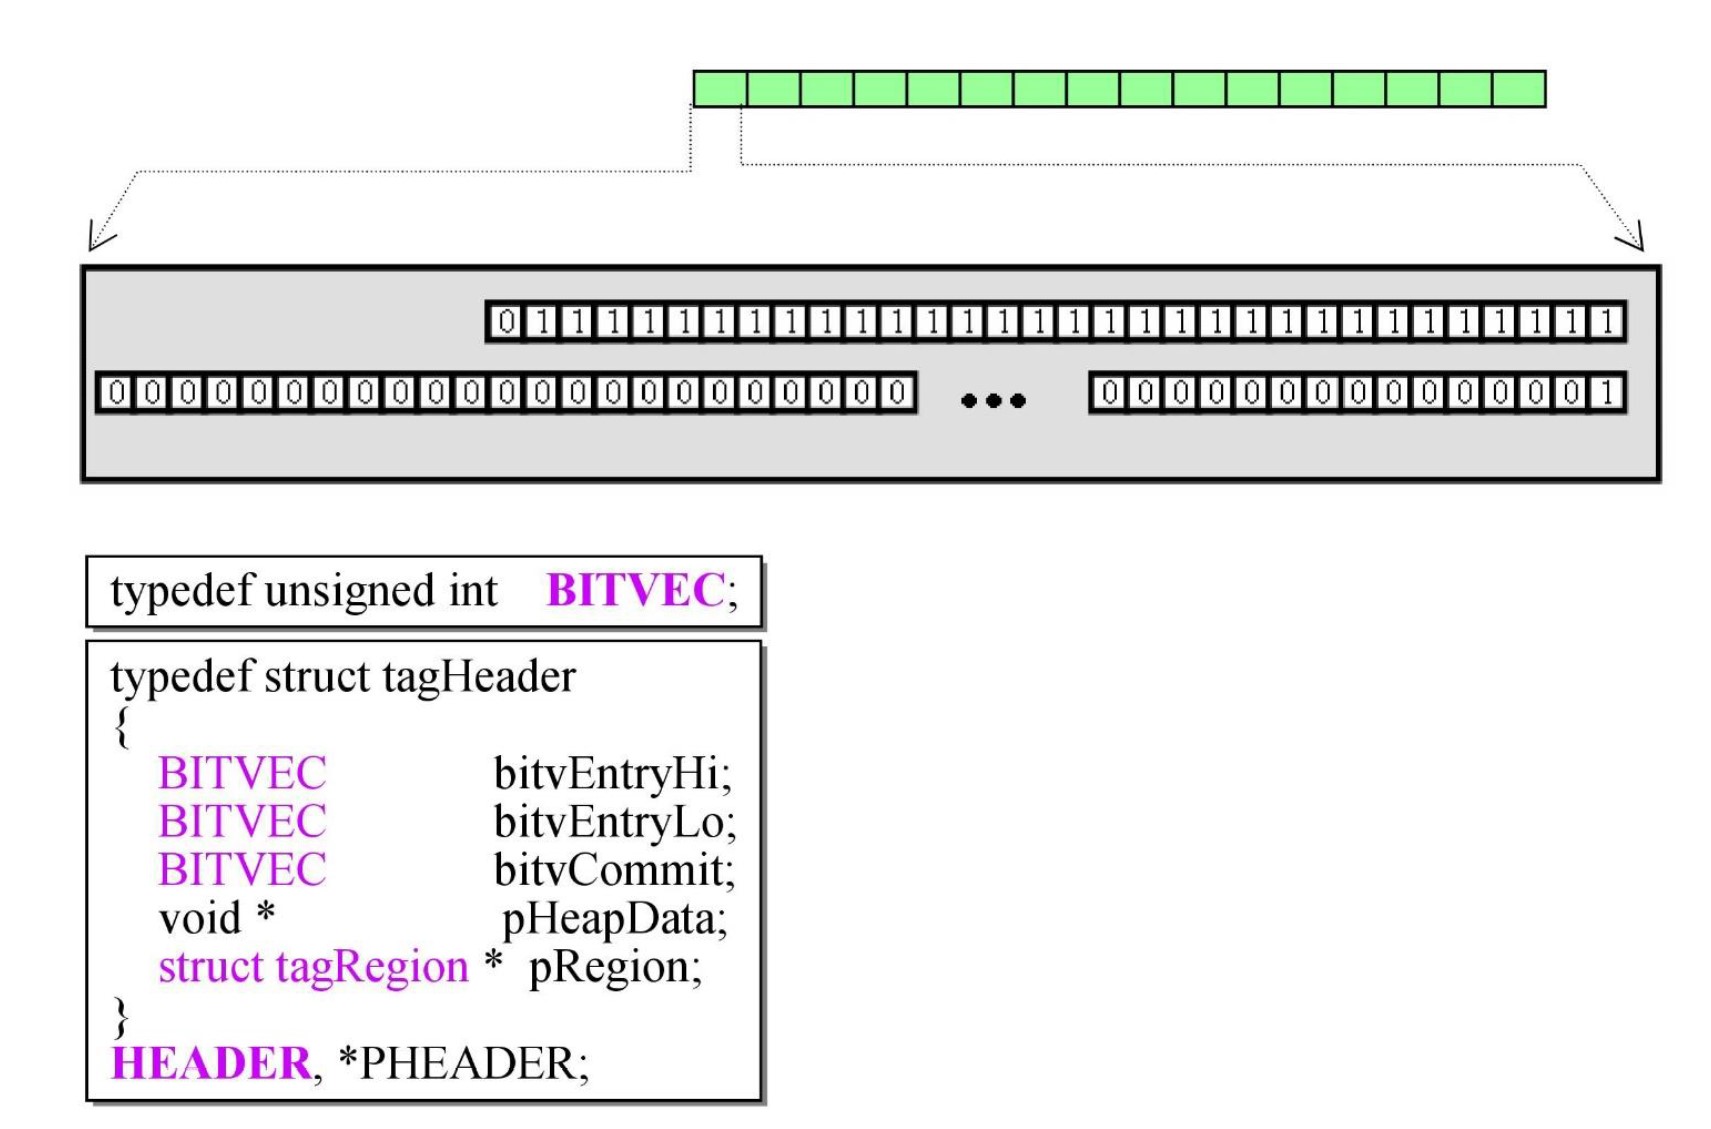 0 1 1 1 1 1 1 1 1 1 1 1 1 1 1 1 1 1 1 1 1 1 1 1 1 1 1 1 1 1 1 1
0 0 0 0 0 0 0 0 0 0 0 0 0 0 0 0 0 0 0 0 0 0 0 ••• 0 0 0 0 0 0 0 0 0 0 0 0 0 0 1
typedef unsigned int BITVEC;
typedef struct tagHeader
{
BITVEC bitvEntryHi;
BITVEC bitvEntryLo;
BITVEC bitvCommit;
void * pHeapData;
struct tagRegion * pRegion;
}
HEADER, *PHEADER;